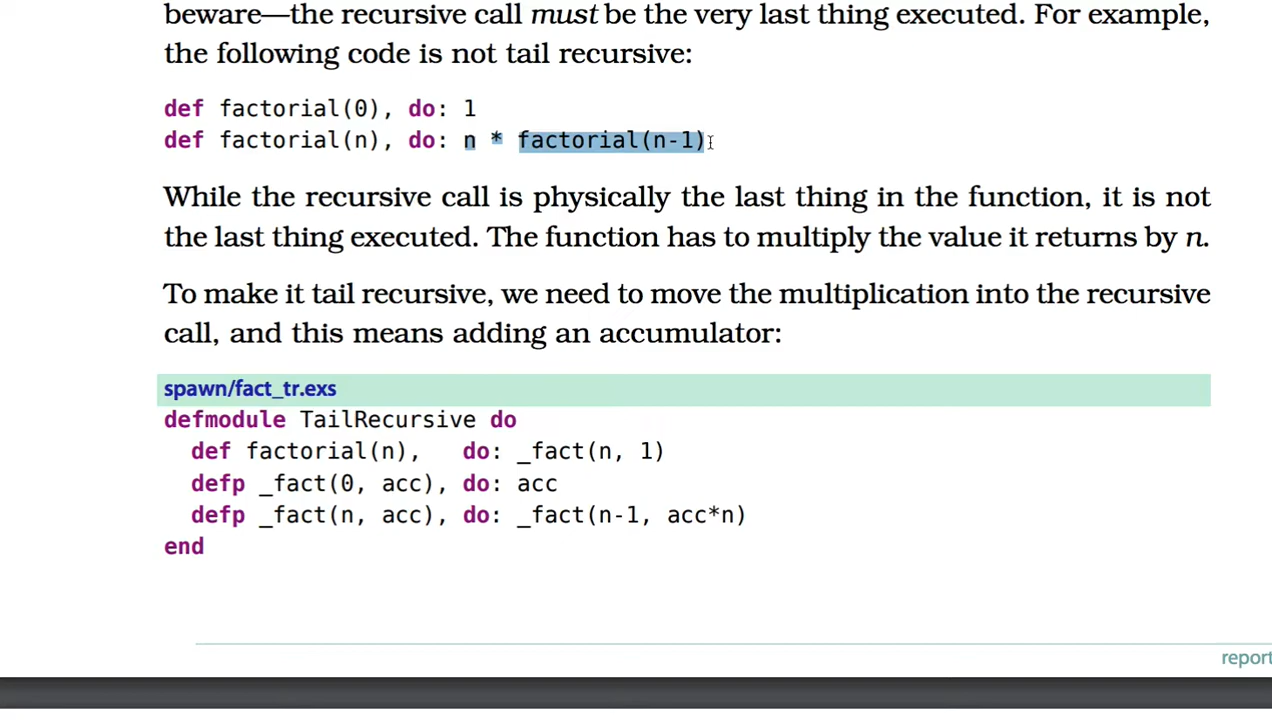 beware—the recursive call must be the very last thing executed. For example,
the following code is not tail recursive:
def factorial(0), do: 1
def factorial(n), do: n * factorial(n-1)
While the recursive call is physically the last thing in the function, it is not
the last thing executed. The function has to multiply the value it returns by n.
To make it tail recursive, we need to move the multiplication into the recursive
call, and this means adding an accumulator:
spawn/fact_tr.exs
defmodule TailRecursive do
  def factorial(n),   do: _fact(n, 1)
  defp _fact(0, acc), do: acc
  defp _fact(n, acc), do: _fact(n-1, acc*n)
end
report